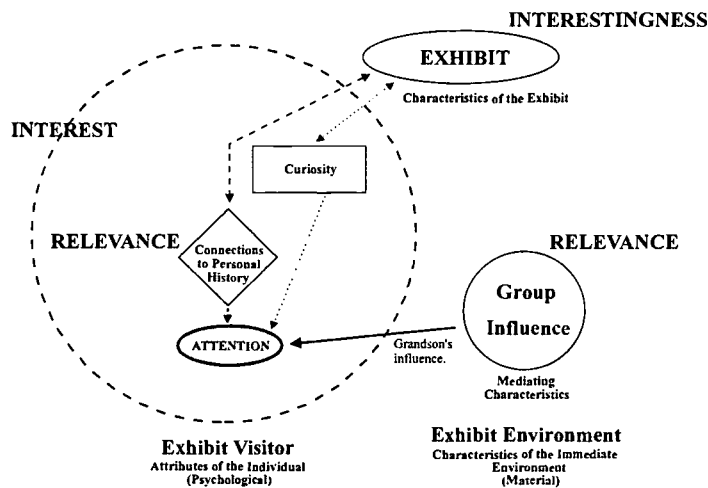 INTERESTINGNESS
EXHIBIT
Characteristics of the Exhibit
INTEREST
Curiosity
RELEVANCE
Connections
to Personal
History
RELEVANCE
Group
Influence
ATTENTION
Grandson's
influence.
Mediating
Characteristics
Exhibit Visitor
Attributes of the Individual
(Psychological)
Exhibit Environment
Characteristics of the Immediate
Environment
(Material)